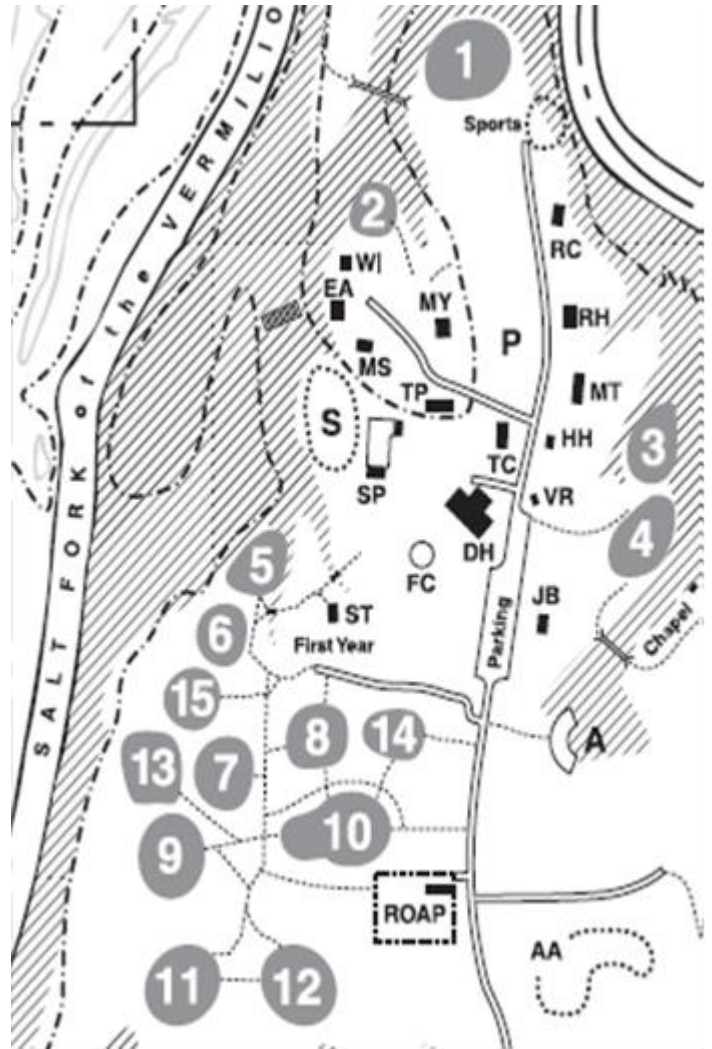 SALT FORK of the VERMILIO
1
Sports
2
RC
WI
EA
MY
RH
P
MS
MT
TP
S
HH
3
TC
SP
VR
DH
4
FC
5
JB
ST
6
First Year
Parking
Chapel
15
8
14
A
13
7
10
9
ROAP
AA
11
12